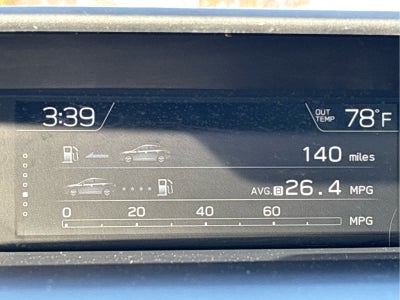 3:39
OUT TEMP 78°F
140 miles
AVG. B 26.4 MPG
0 20 40 60
MPG